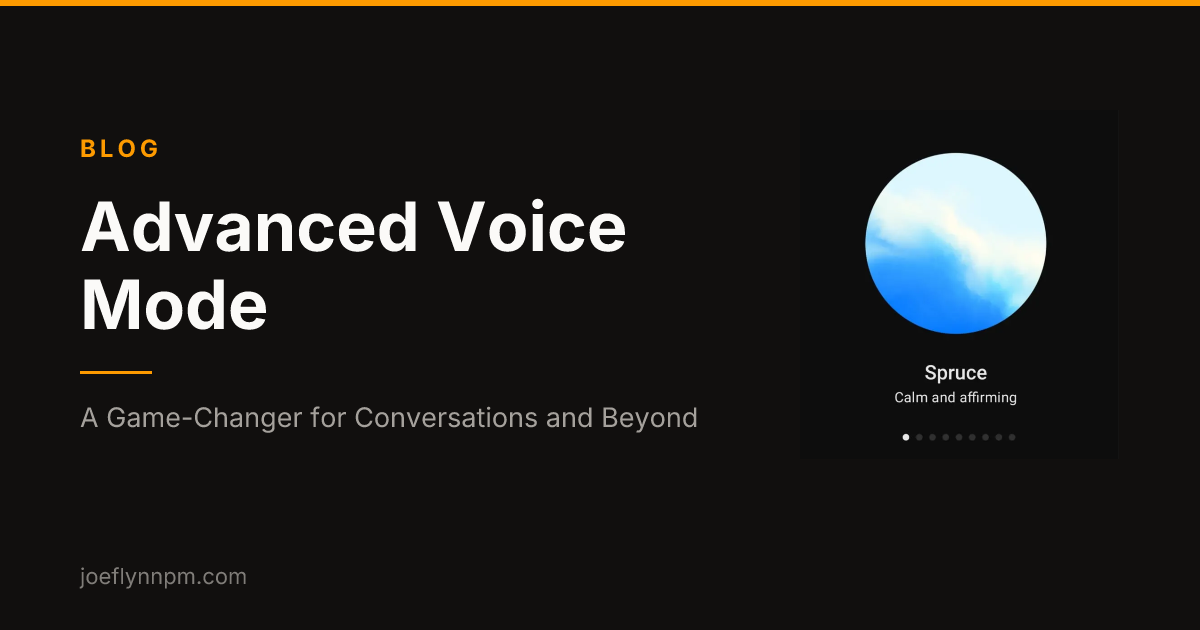 BLOG
Advanced Voice
Mode
A Game-Changer for Conversations and Beyond
Spruce
Calm and affirming
joeflynnpm.com